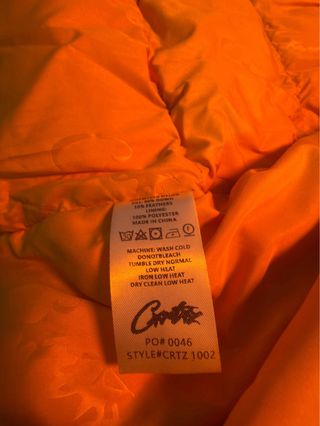 10% FEATHERS
LINING:
100% POLYESTER
MADE IN CHINA
MACHINE: WASH COLD
DONOTBLEACH
TUMBLE DRY NORMAL
LOW HEAT
IRON LOW HEAT
DRY CLEAN LOW HEAT
Crtz
PO# 0046
STYLE#CRTZ 1002